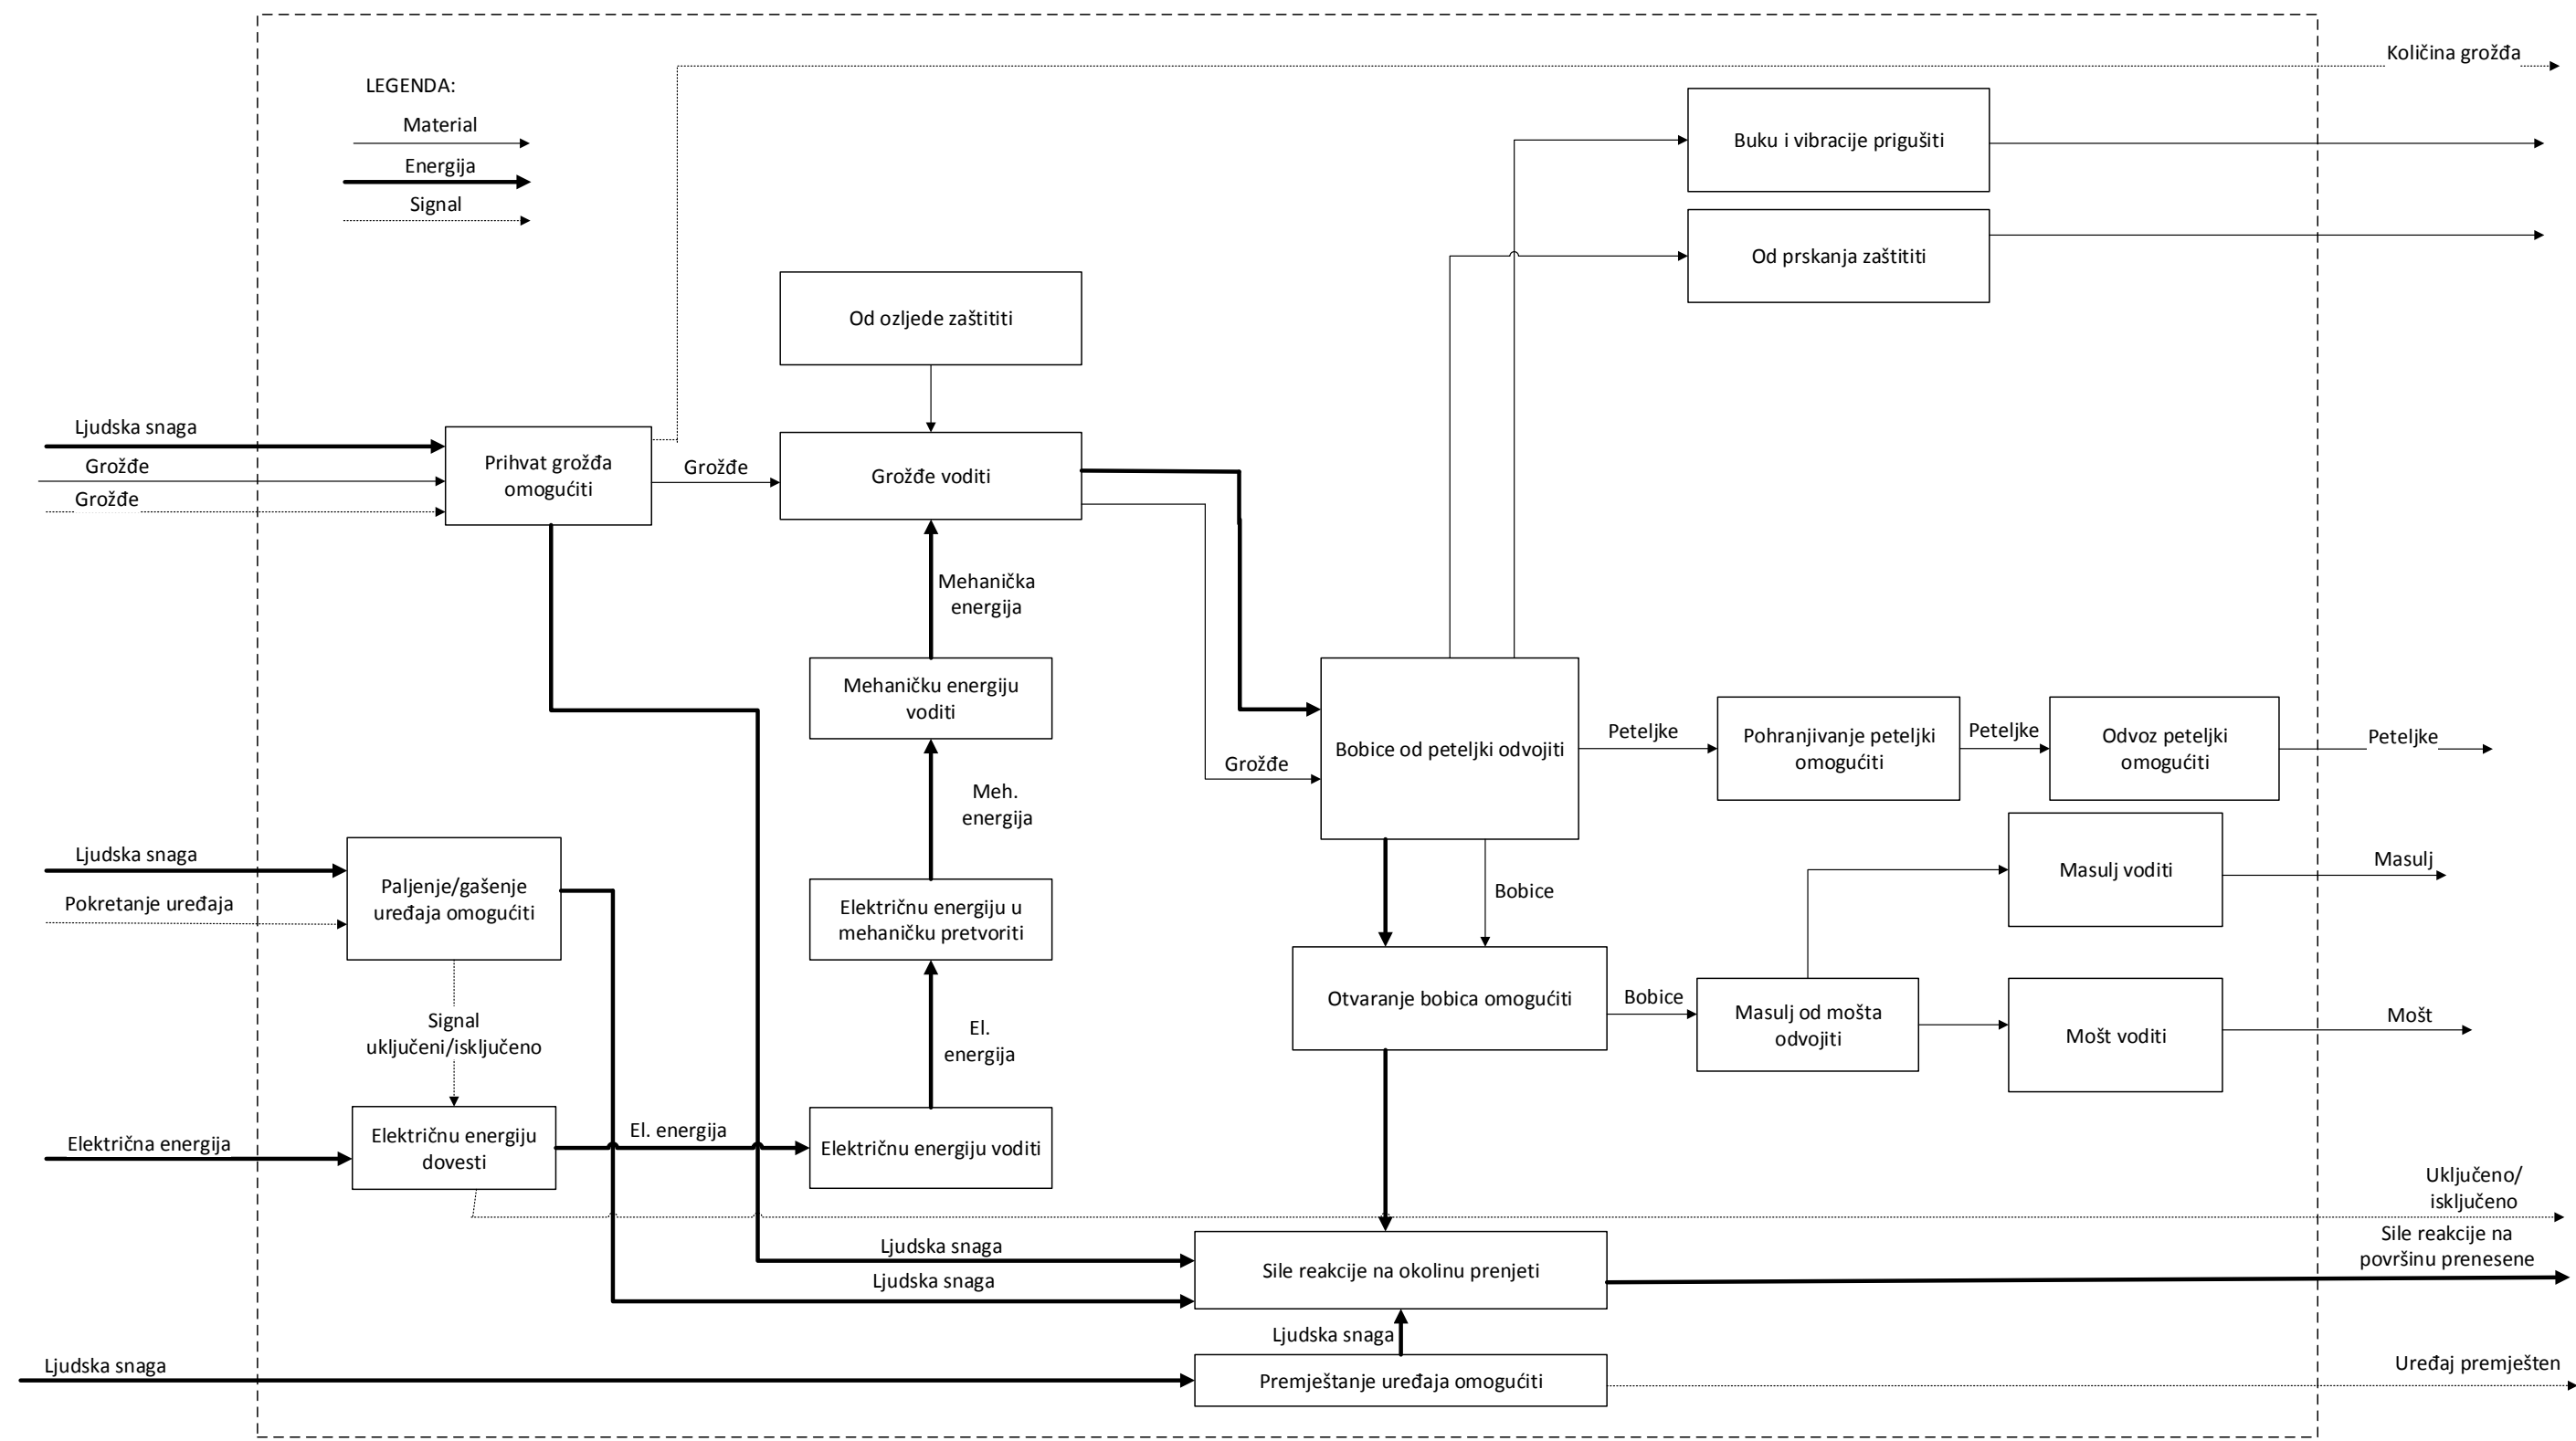 Količina grožđa
LEGENDA:
Material
Energija
Signal
Buku i vibracije prigušiti
Od prskanja zaštititi
Od ozljede zaštititi
Ljudska snaga
Grožđe
Grožđe
Prihvat grožđa
omogućiti
Grožđe
Grožđe voditi
Mehanička
energija
Mehaničku energiju
voditi
Meh.
energija
Električnu energiju u
mehaničku pretvoriti
El.
energija
Grožđe
Bobice od peteljki odvojiti
Peteljke
Pohranjivanje peteljki
omogućiti
Peteljke
Odvoz peteljki
omogućiti
Peteljke
Ljudska snaga
Pokretanje uređaja
Paljenje/gašenje
uređaja omogućiti
Bobice
Masulj voditi
Masulj
Signal
uključeni/isključeno
Otvaranje bobica omogućiti
Bobice
Masulj od mošta
odvojiti
Mošt voditi
Mošt
Električna energija
Električnu energiju
dovesti
El. energija
Električnu energiju voditi
Uključeno/
isključeno
Ljudska snaga
Ljudska snaga
Sile reakcije na okolinu prenjeti
Sile reakcije na
površinu prenesene
Ljudska snaga
Ljudska snaga
Premještanje uređaja omogućiti
Uređaj premješten